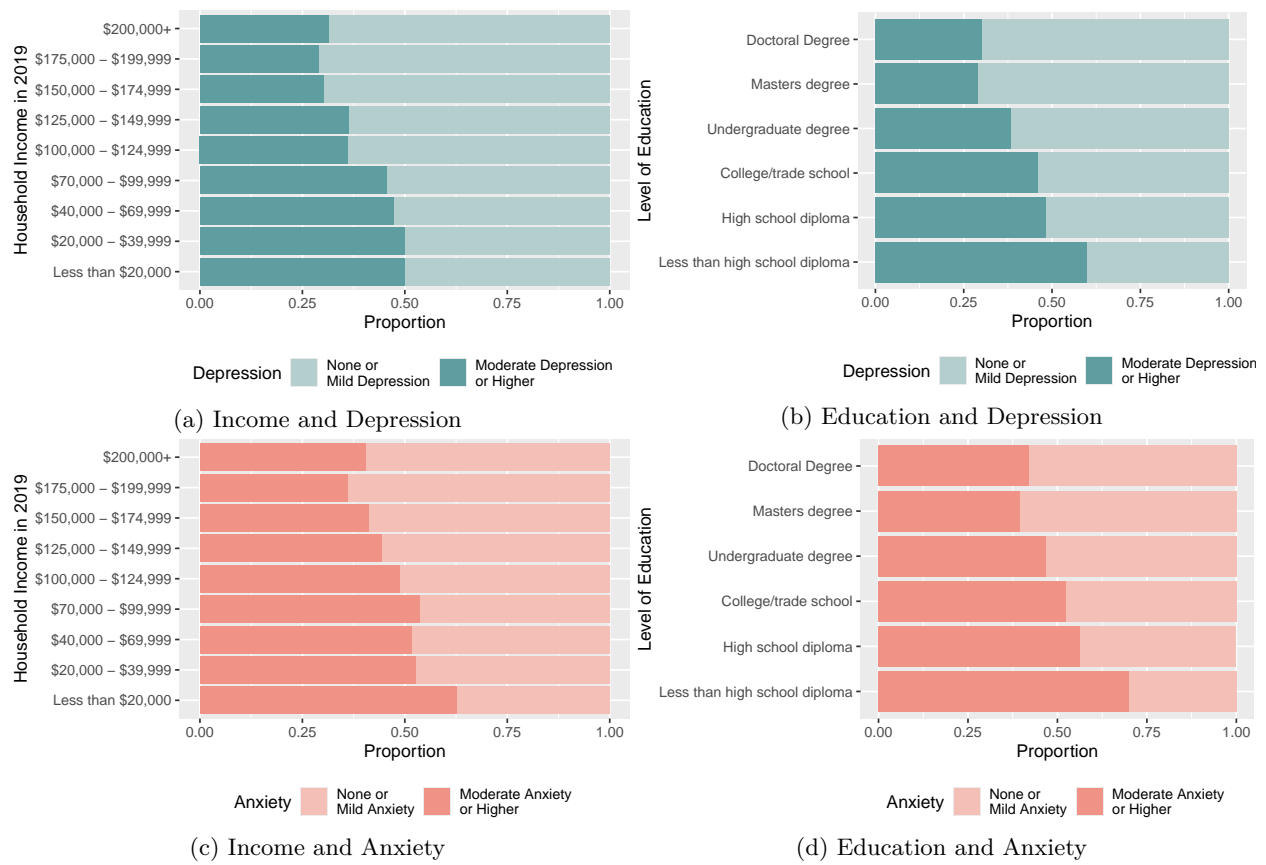 Household Income in 2019
$200,000+
$175,000 – $199,999
$150,000 – $174,999
$125,000 – $149,999
$100,000 – $124,999
$70,000 – $99,999
$40,000 – $69,999
$20,000 – $39,999
Less than $20,000
0.00 0.25 0.50 0.75 1.00
Proportion
Depression None or Mild Depression Moderate Depression or Higher
(a) Income and Depression
Level of Education
Doctoral Degree
Masters degree
Undergraduate degree
College/trade school
High school diploma
Less than high school diploma
0.00 0.25 0.50 0.75 1.00
Proportion
Depression None or Mild Depression Moderate Depression or Higher
(b) Education and Depression
Household Income in 2019
$200,000+
$175,000 – $199,999
$150,000 – $174,999
$125,000 – $149,999
$100,000 – $124,999
$70,000 – $99,999
$40,000 – $69,999
$20,000 – $39,999
Less than $20,000
0.00 0.25 0.50 0.75 1.00
Proportion
Anxiety None or Mild Anxiety Moderate Anxiety or Higher
(c) Income and Anxiety
Level of Education
Doctoral Degree
Masters degree
Undergraduate degree
College/trade school
High school diploma
Less than high school diploma
0.00 0.25 0.50 0.75 1.00
Proportion
Anxiety None or Mild Anxiety Moderate Anxiety or Higher
(d) Education and Anxiety